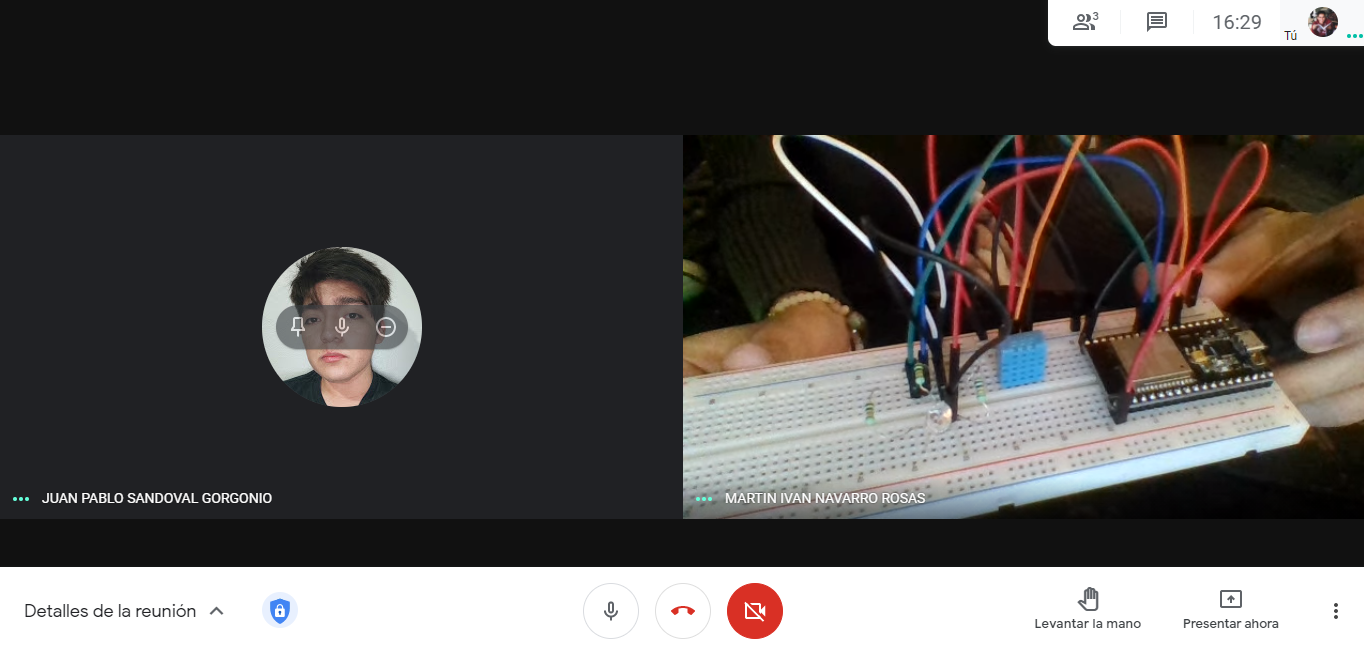 3
16:29
Tú
JUAN PABLO SANDOVAL GORGONIO
MARTIN IVAN NAVARRO ROSAS
Detalles de la reunión
Levantar la mano
Presentar ahora